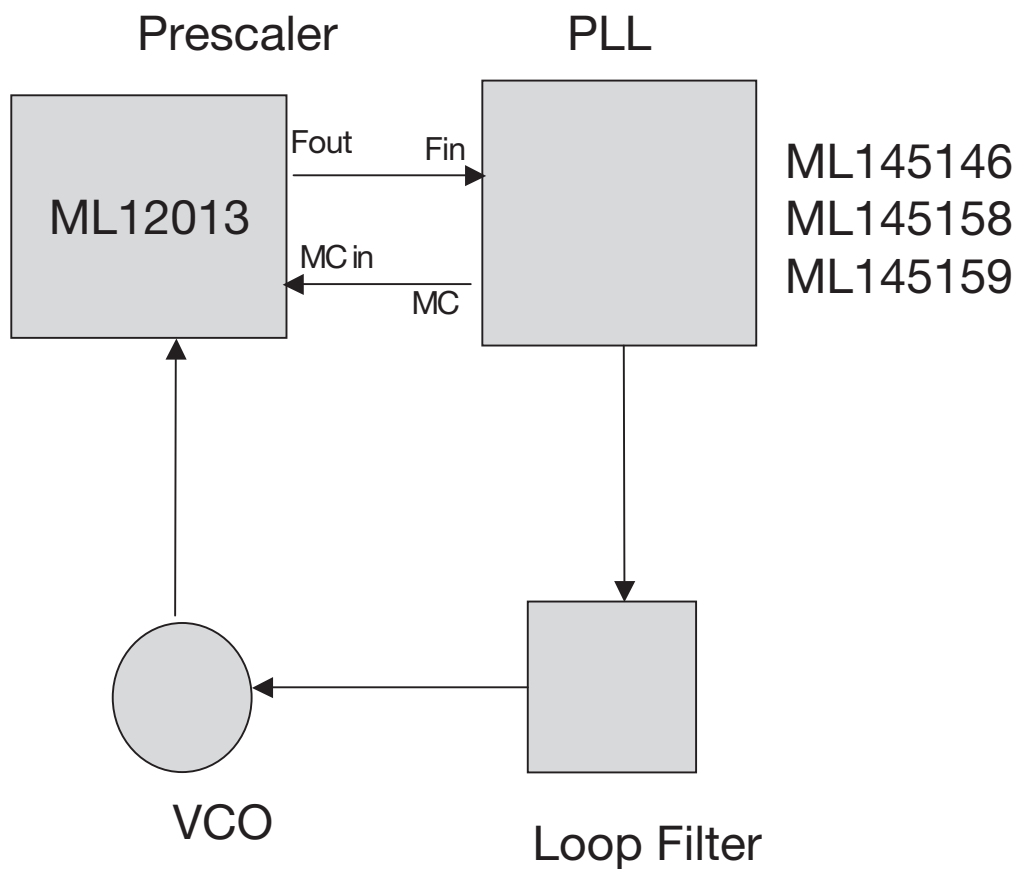 Prescaler
PLL
Fout
Fin
ML12013
MC in
MC
ML145146
ML145158
ML145159
VCO
Loop Filter